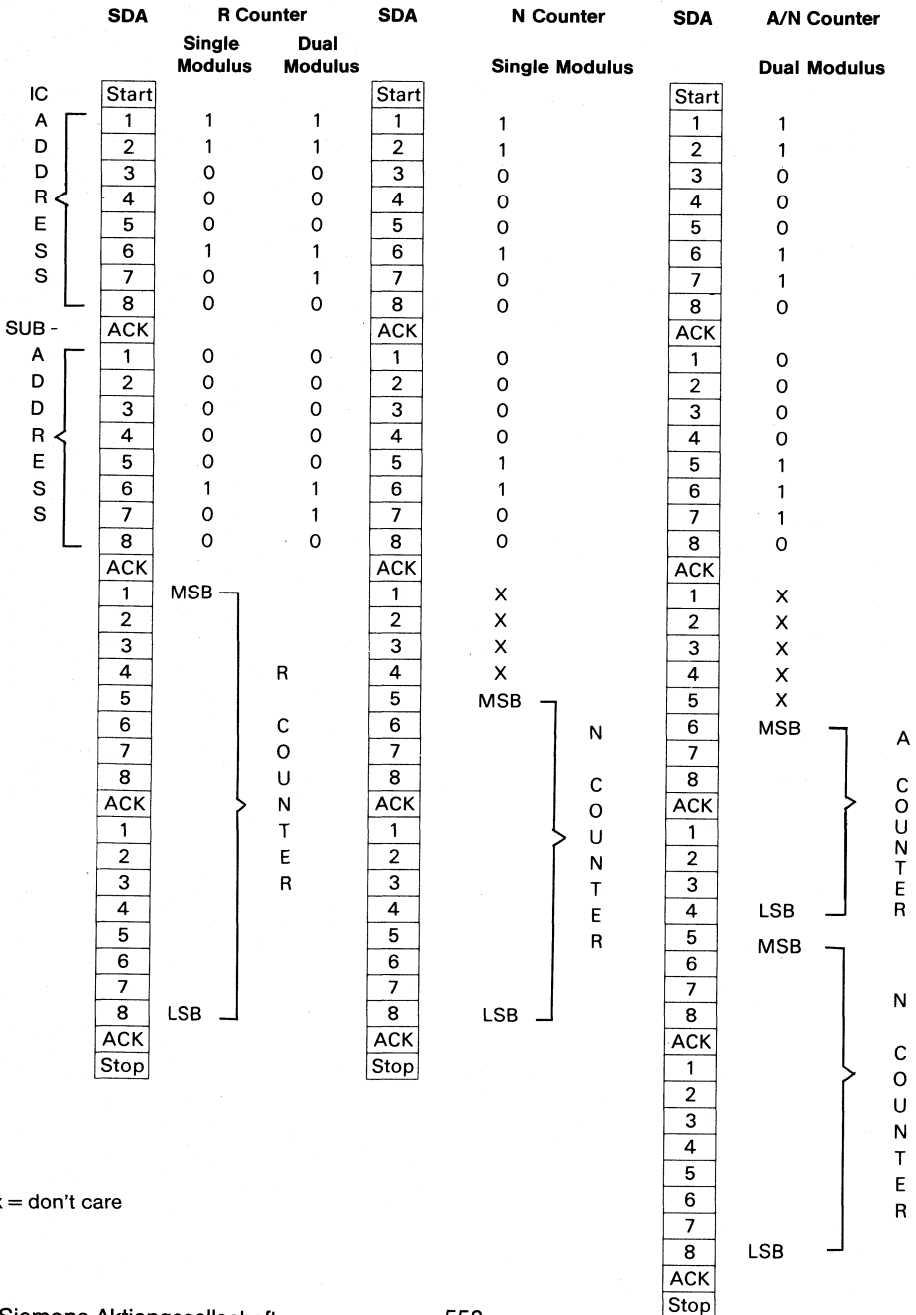 SDA R Counter SDA N Counter SDA A/N Counter
Single Dual
Modulus Modulus Single Modulus Dual Modulus
IC Start Start Start
A 1 1 1 1 1 1 1
D 2 1 1 2 1 2 1
D 3 0 0 3 0 3 0
R 4 0 0 4 0 4 0
E 5 0 0 5 0 5 0
S 6 1 1 6 1 6 1
S 7 0 1 7 0 7 1
8 0 0 8 0 8 0
SUB - ACK ACK ACK
A 1 0 0 1 0 1 0
D 2 0 0 2 0 2 0
D 3 0 0 3 0 3 0
R 4 0 0 4 0 4 0
E 5 0 0 5 1 5 1
S 6 1 1 6 1 6 1
S 7 0 1 7 0 7 1
8 0 0 8 0 8 0
ACK ACK ACK
1 MSB 1 X 1 X
2 2 X 2 X
3 3 X 3 X
4 R 4 X 4 X
5 5 MSB 5 X
6 C 6 N 6 MSB A
7 O 7 7
8 U 8 C 8 C
ACK N ACK O ACK O
1 T 1 U 1 U
2 E 2 N 2 N
3 R 3 T 3 T
4 4 E 4 LSB E
5 5 R 5 MSB R
6 6 6
7 7 7
8 LSB 8 LSB 8 N
ACK ACK ACK
Stop Stop 1 C
2 O
3 U
4 N
5 T
6 E
7 R
x = don't care
8 LSB
ACK
Siemens Aktiengesellschaft 552 Stop